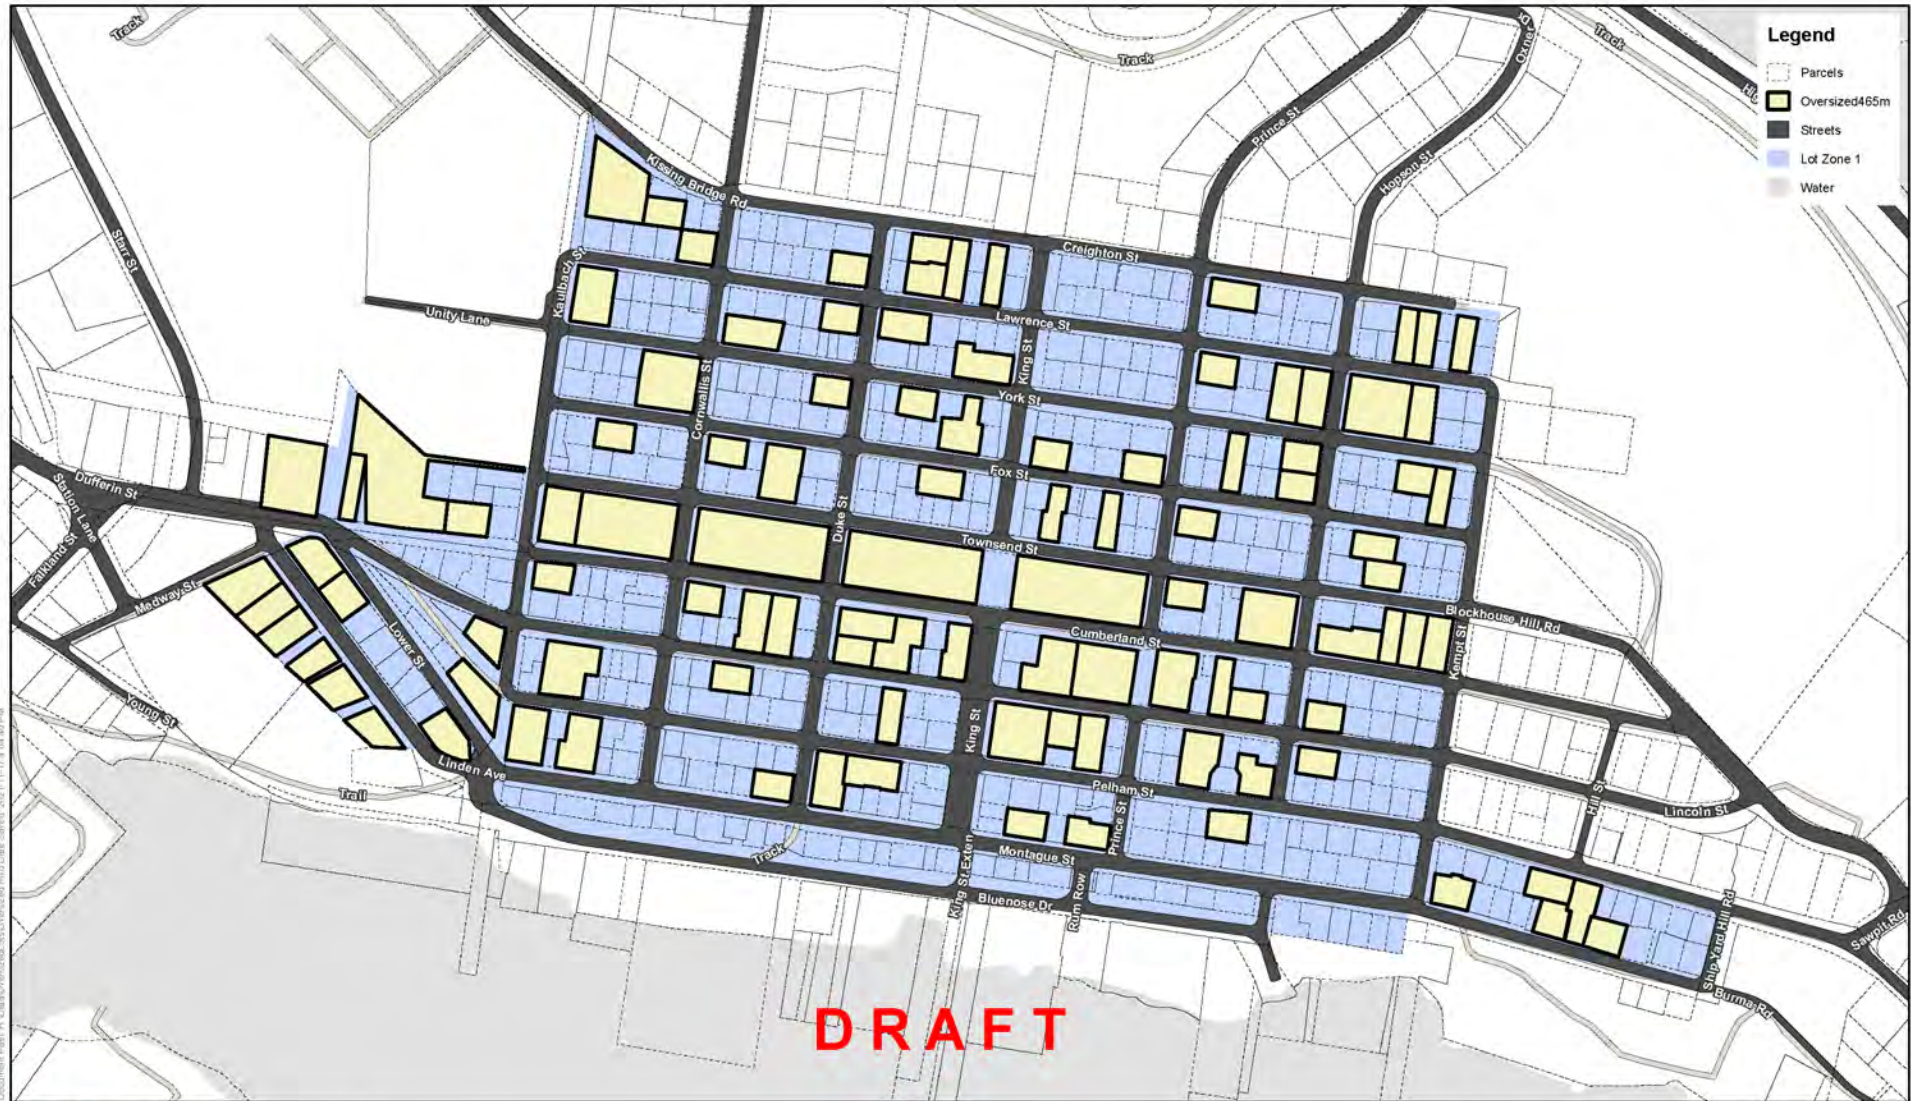 Track
Track
Oxner Dr
Track
Legend
Parcels
Oversized465m
Streets
Lot Zone 1
Water
Prince St
Hopson St
Kissing Bridge Rd
Starr St
Kaulbach St
Creighton St
Unity Lane
Lawrence St
King St
York St
Cornwallis St
Fox St
Dufferin St
Station Lane
Duke St
Townsend St
Falkland St
Medway St
Blockhouse Hill Rd
Cumberland St
Kempt St
Lower St
Young St
King St
Linden Ave
Trail
Pelham St
Prince St
Hill St
Lincoln St
Track
Montague St
King St Exten
Bluenose Dr
Rum Row
Sawpit Rd
Ship Yard Hill Rd
Burma Rd
DRAFT